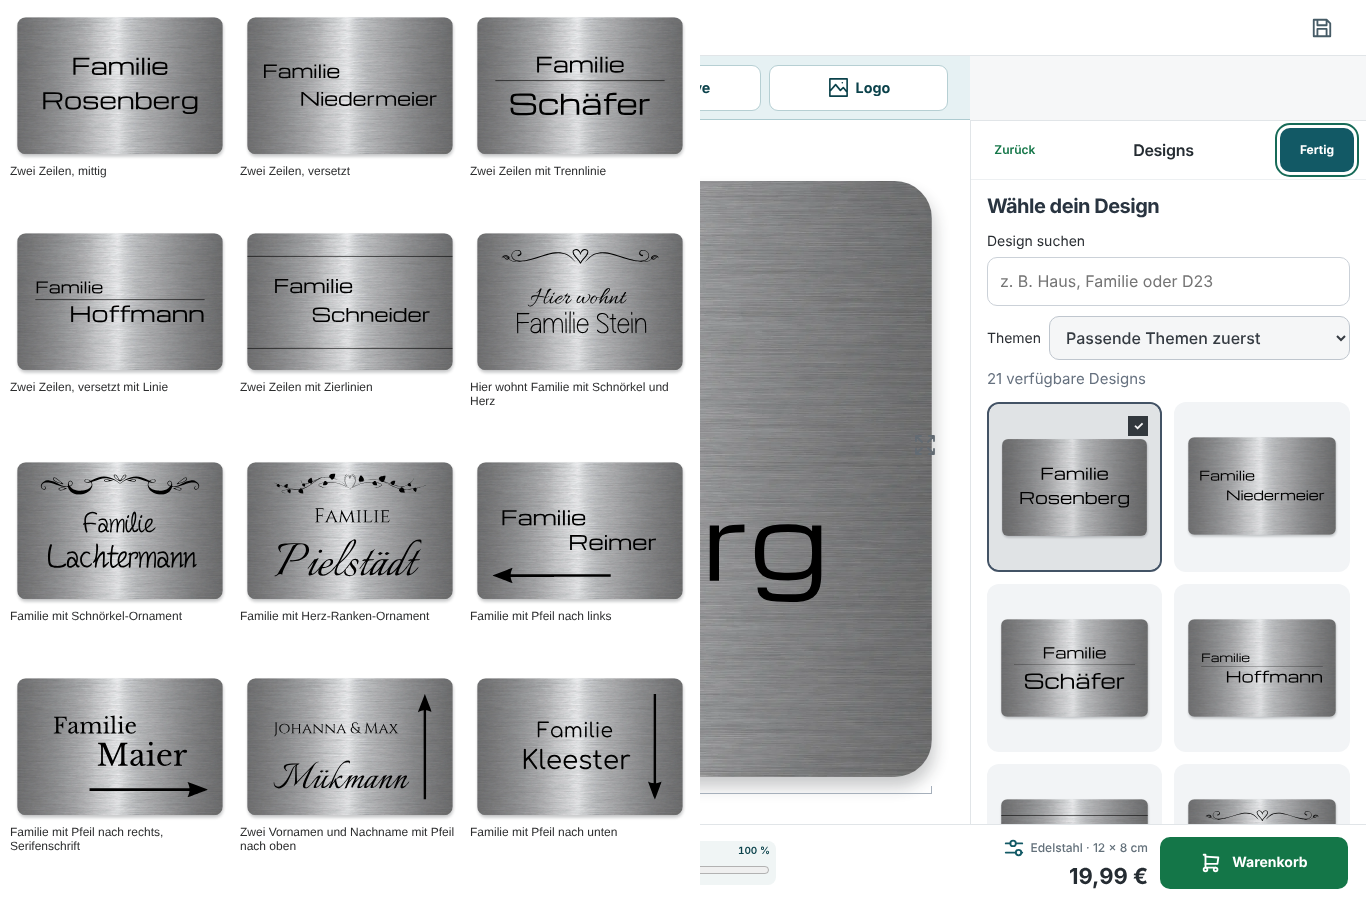 Familie
Rosenberg
Zwei Zeilen, mittig
Familie
Niedermeier
Zwei Zeilen, versetzt
Familie
Schäfer
Zwei Zeilen mit Trennlinie
Familie
Hoffmann
Zwei Zeilen, versetzt mit Linie
Familie
Schneider
Zwei Zeilen mit Zierlinien
Hier wohnt
Familie Stein
Hier wohnt Familie mit Schnörkel und
Herz
Familie
Lachtermann
Familie mit Schnörkel-Ornament
Familie
Pielstädt
Familie mit Herz-Ranken-Ornament
Familie
Reimer
Familie mit Pfeil nach links
Familie
Maier
Familie mit Pfeil nach rechts,
Serifenschrift
Johanna & Max
Mükmann
Zwei Vornamen und Nachname mit Pfeil
nach oben
Familie
Kleester
Familie mit Pfeil nach unten
ve
Logo
rg
100 %
Zurück
Designs
Fertig
Wähle dein Design
Design suchen
z. B. Haus, Familie oder D23
Themen
Passende Themen zuerst
21 verfügbare Designs
Familie
Rosenberg
Familie
Niedermeier
Familie
Schäfer
Familie
Hoffmann
Edelstahl · 12 × 8 cm
19,99 €
Warenkorb